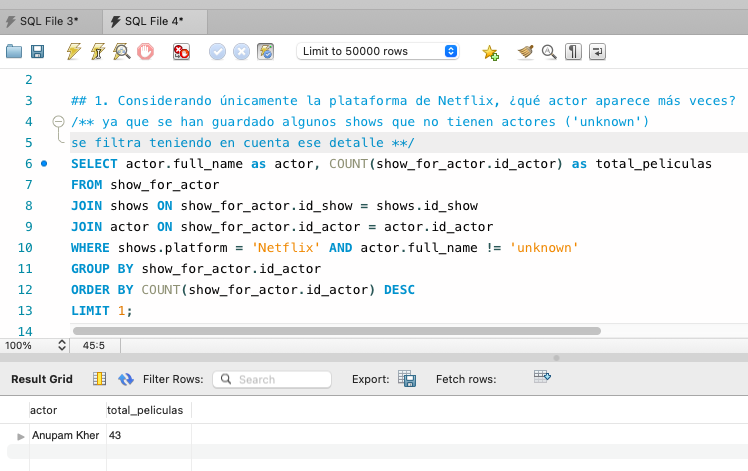 SQL File 3*
SQL File 4*
Limit to 50000 rows
2
3 ## 1. Considerando únicamente la plataforma de Netflix, ¿qué actor aparece más veces?
4 /** ya que se han guardado algunos shows que no tienen actores ('unknown')
5 se filtra teniendo en cuenta ese detalle **/
6 SELECT actor.full_name as actor, COUNT(show_for_actor.id_actor) as total_peliculas
7 FROM show_for_actor
8 JOIN shows ON show_for_actor.id_show = shows.id_show
9 JOIN actor ON show_for_actor.id_actor = actor.id_actor
10 WHERE shows.platform = 'Netflix' AND actor.full_name != 'unknown'
11 GROUP BY show_for_actor.id_actor
12 ORDER BY COUNT(show_for_actor.id_actor) DESC
13 LIMIT 1;
14
100% 45:5
Result Grid Filter Rows: Search Export: Fetch rows:
actor total_peliculas
Anupam Kher 43